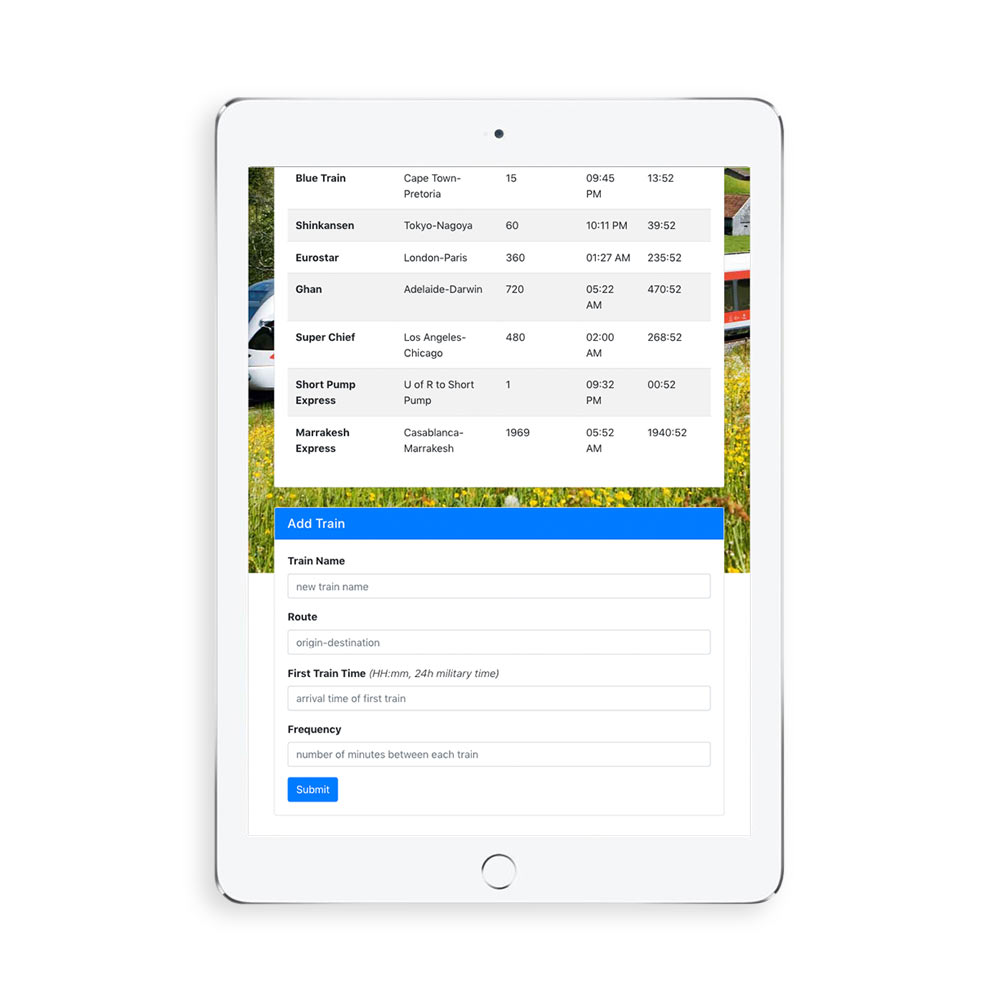 Blue Train Cape Town- 15 09:45 13:52
Pretoria PM
Shinkansen Tokyo-Nagoya 60 10:11 PM 39:52
Eurostar London-Paris 360 01:27 AM 235:52
Ghan Adelaide-Darwin 720 05:22 470:52
AM
Super Chief Los Angeles- 480 02:00 268:52
Chicago AM
Short Pump U of R to Short 1 09:32 00:52
Express Pump PM
Marrakesh Casablanca- 1969 05:52 1940:52
Express Marrakesh AM
Add Train
Train Name
new train name
Route
origin-destination
First Train Time (HH:mm, 24h military time)
arrival time of first train
Frequency
number of minutes between each train
Submit